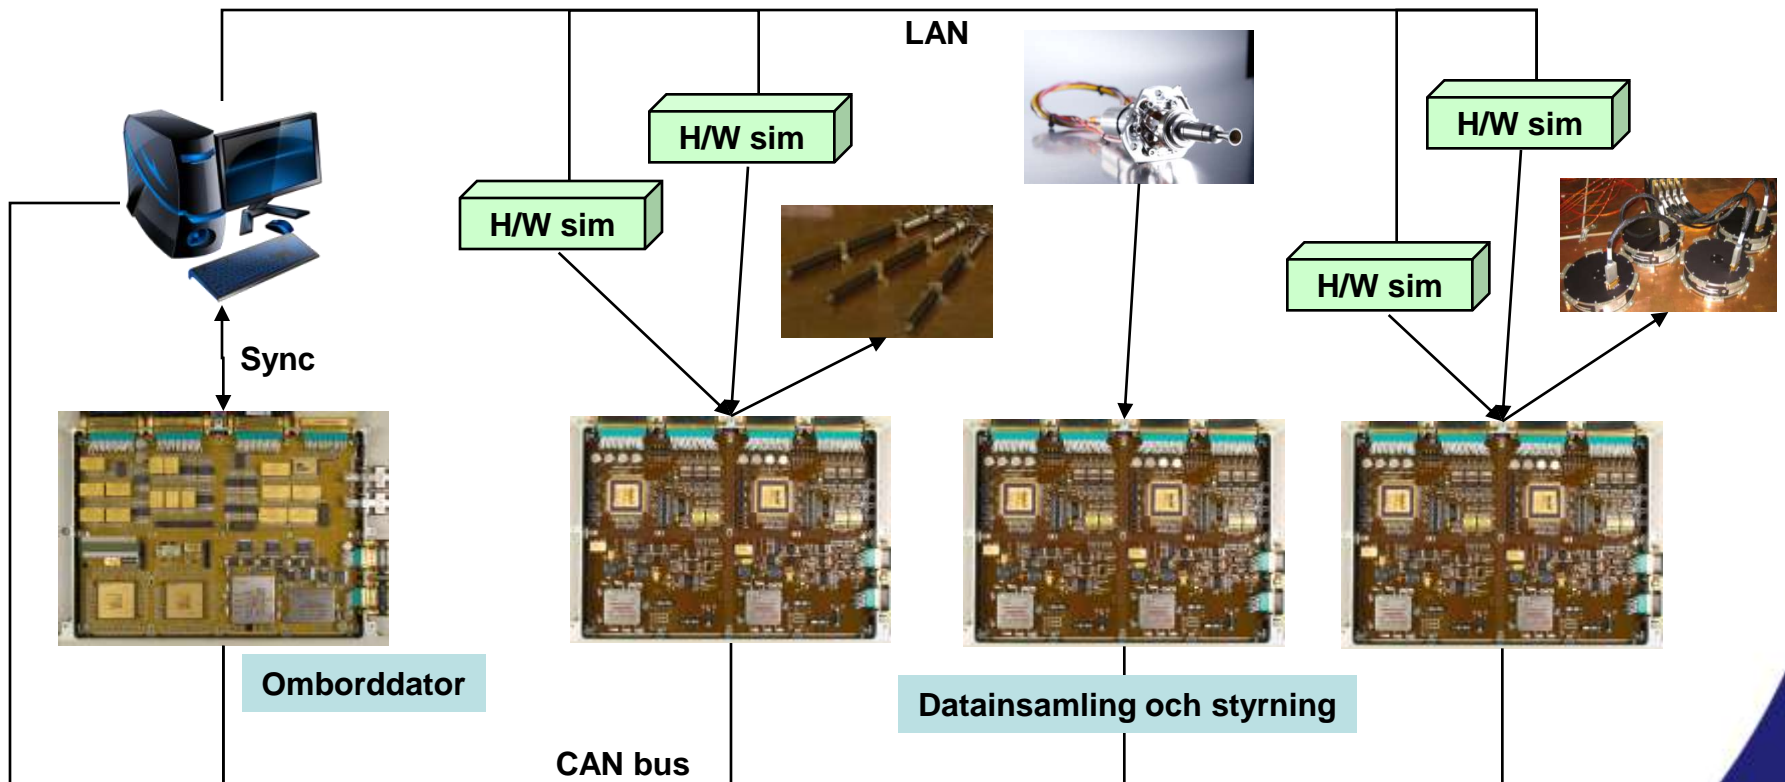 LAN
H/W sim
H/W sim
H/W sim
H/W sim
Sync
Omborddator
Datainsamling och styrning
CAN bus